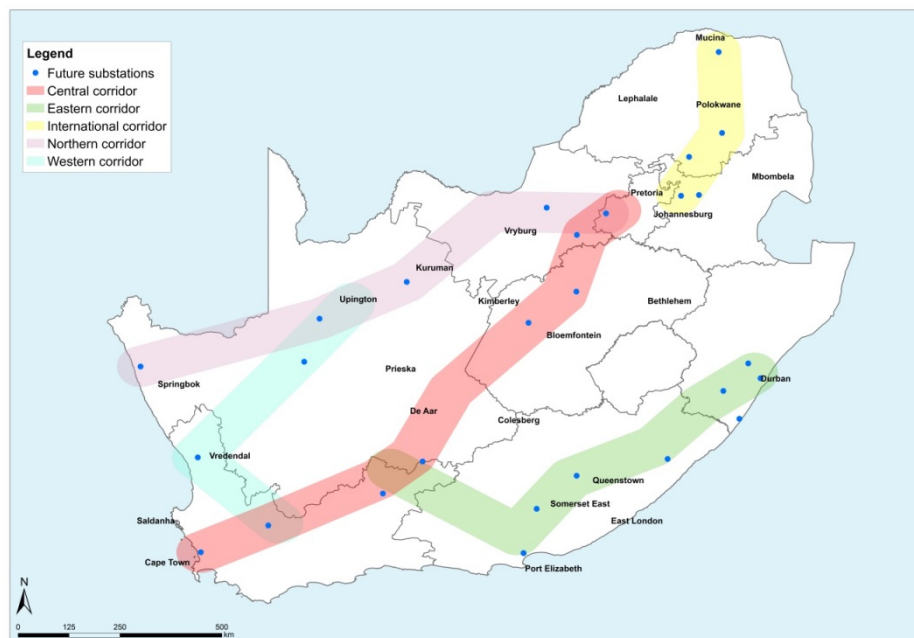 Legend
Future substations
Central corridor
Eastern corridor
International corridor
Northern corridor
Western corridor
Mucina
Lephalale
Polokwane
Mbombela
Pretoria
Johannesburg
Vryburg
Kuruman
Upington
Kimberley
Bethlehem
Bloemfontein
Prieska
Springbok
Durban
De Aar
Colesberg
Vredendal
Queenstown
Somerset East
Saldanha
East London
Cape Town
Port Elizabeth
N
0 125 250 500
km